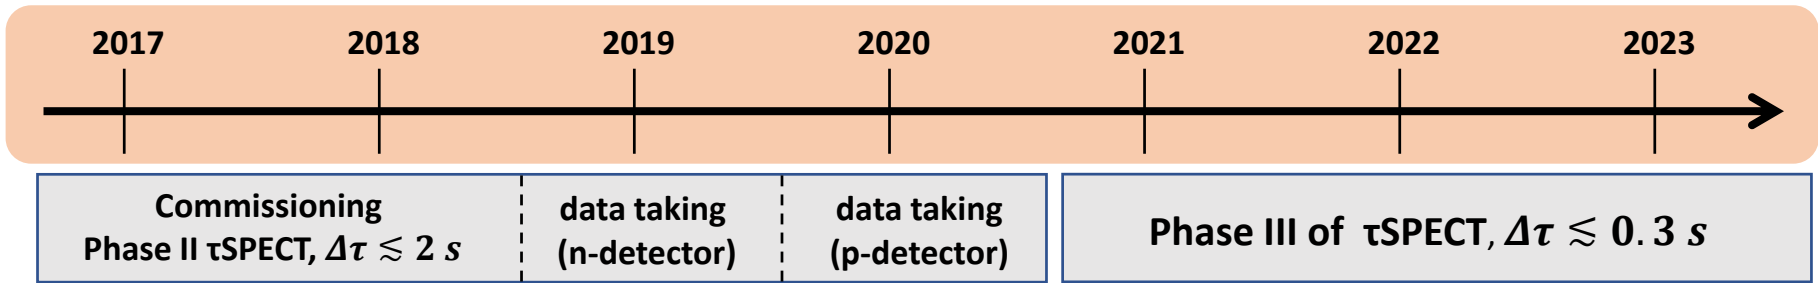 2017 2018 2019 2020 2021 2022 2023
Commissioning
Phase II τSPECT, Δτ ≲ 2 s
data taking
(n-detector)
data taking
(p-detector)
Phase III of τSPECT, Δτ ≲ 0.3 s